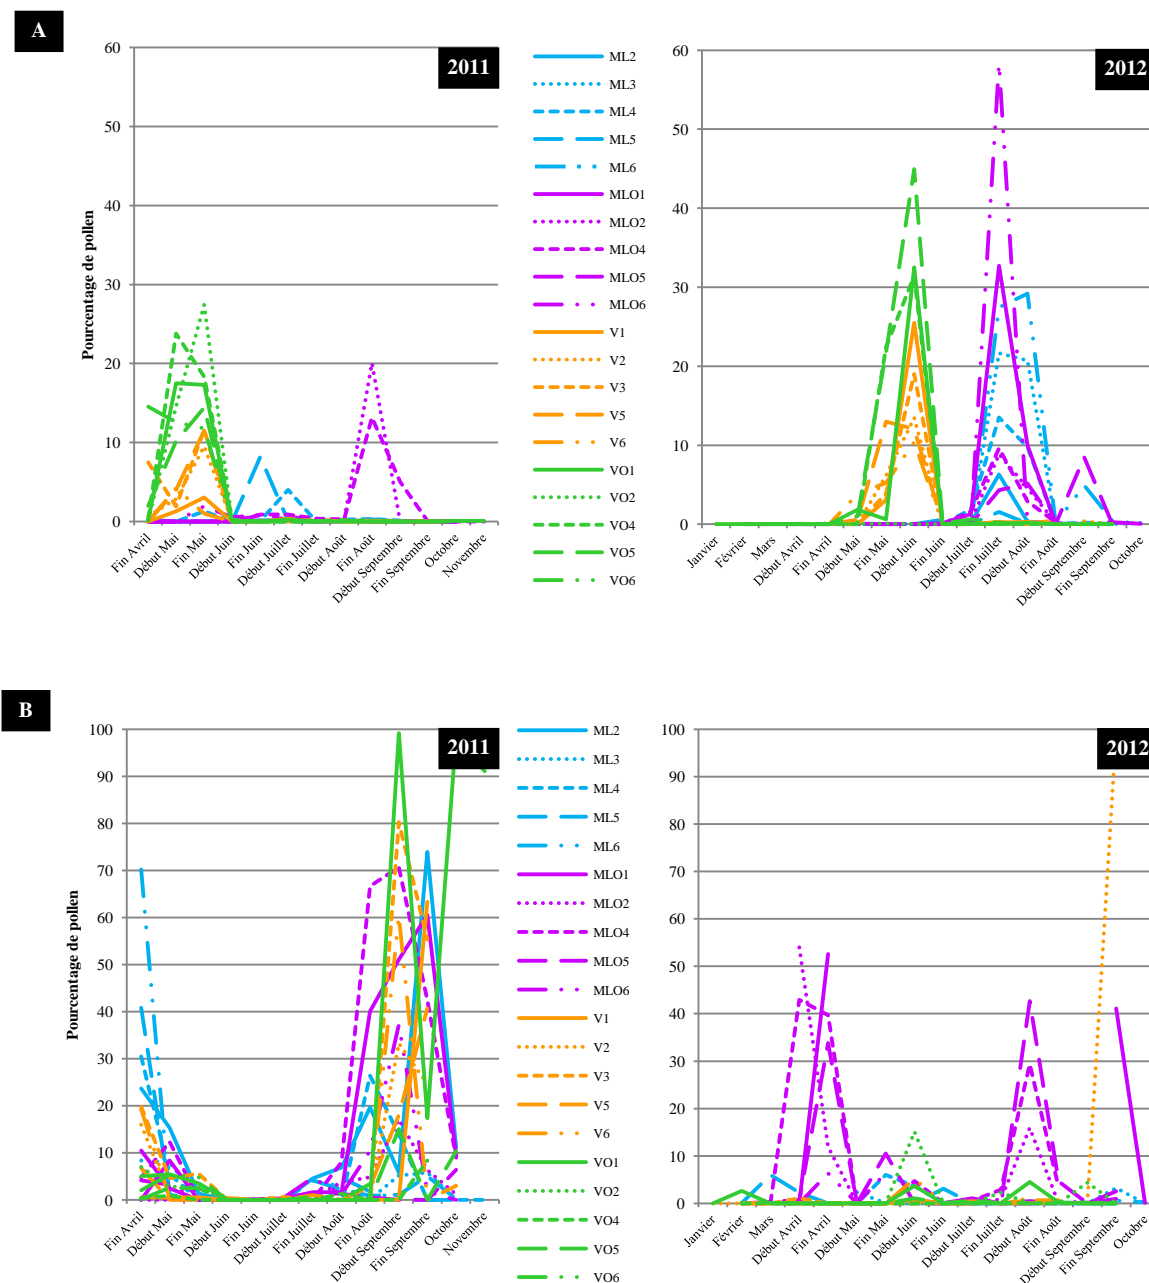 A
2011
2012
Pourcentage de pollen
60
50
40
30
20
10
0
Fin Avril
Début Mai
Fin Mai
Début Juin
Fin Juin
Début Juillet
Fin Juillet
Début Août
Fin Août
Début Septembre
Fin Septembre
Octobre
Novembre
ML2
ML3
ML4
ML5
ML6
MLO1
MLO2
MLO4
MLO5
MLO6
V1
V2
V3
V5
V6
VO1
VO2
VO4
VO5
VO6
60
50
40
30
20
10
0
Janvier
Février
Mars
Début Avril
Fin Avril
Début Mai
Fin Mai
Début Juin
Fin Juin
Début Juillet
Fin Juillet
Début Août
Fin Août
Début Septembre
Fin Septembre
Octobre
B
2011
2012
Pourcentage de pollen
100
90
80
70
60
50
40
30
20
10
0
Fin Avril
Début Mai
Fin Mai
Début Juin
Fin Juin
Début Juillet
Fin Juillet
Début Août
Fin Août
Début Septembre
Fin Septembre
Octobre
Novembre
ML2
ML3
ML4
ML5
ML6
MLO1
MLO2
MLO4
MLO5
MLO6
V1
V2
V3
V5
V6
VO1
VO2
VO4
VO5
VO6
100
90
80
70
60
50
40
30
20
10
0
Janvier
Février
Mars
Début Avril
Fin Avril
Début Mai
Fin Mai
Début Juin
Fin Juin
Début Juillet
Fin Juillet
Début Août
Fin Août
Début Septembre
Fin Septembre
Octobre